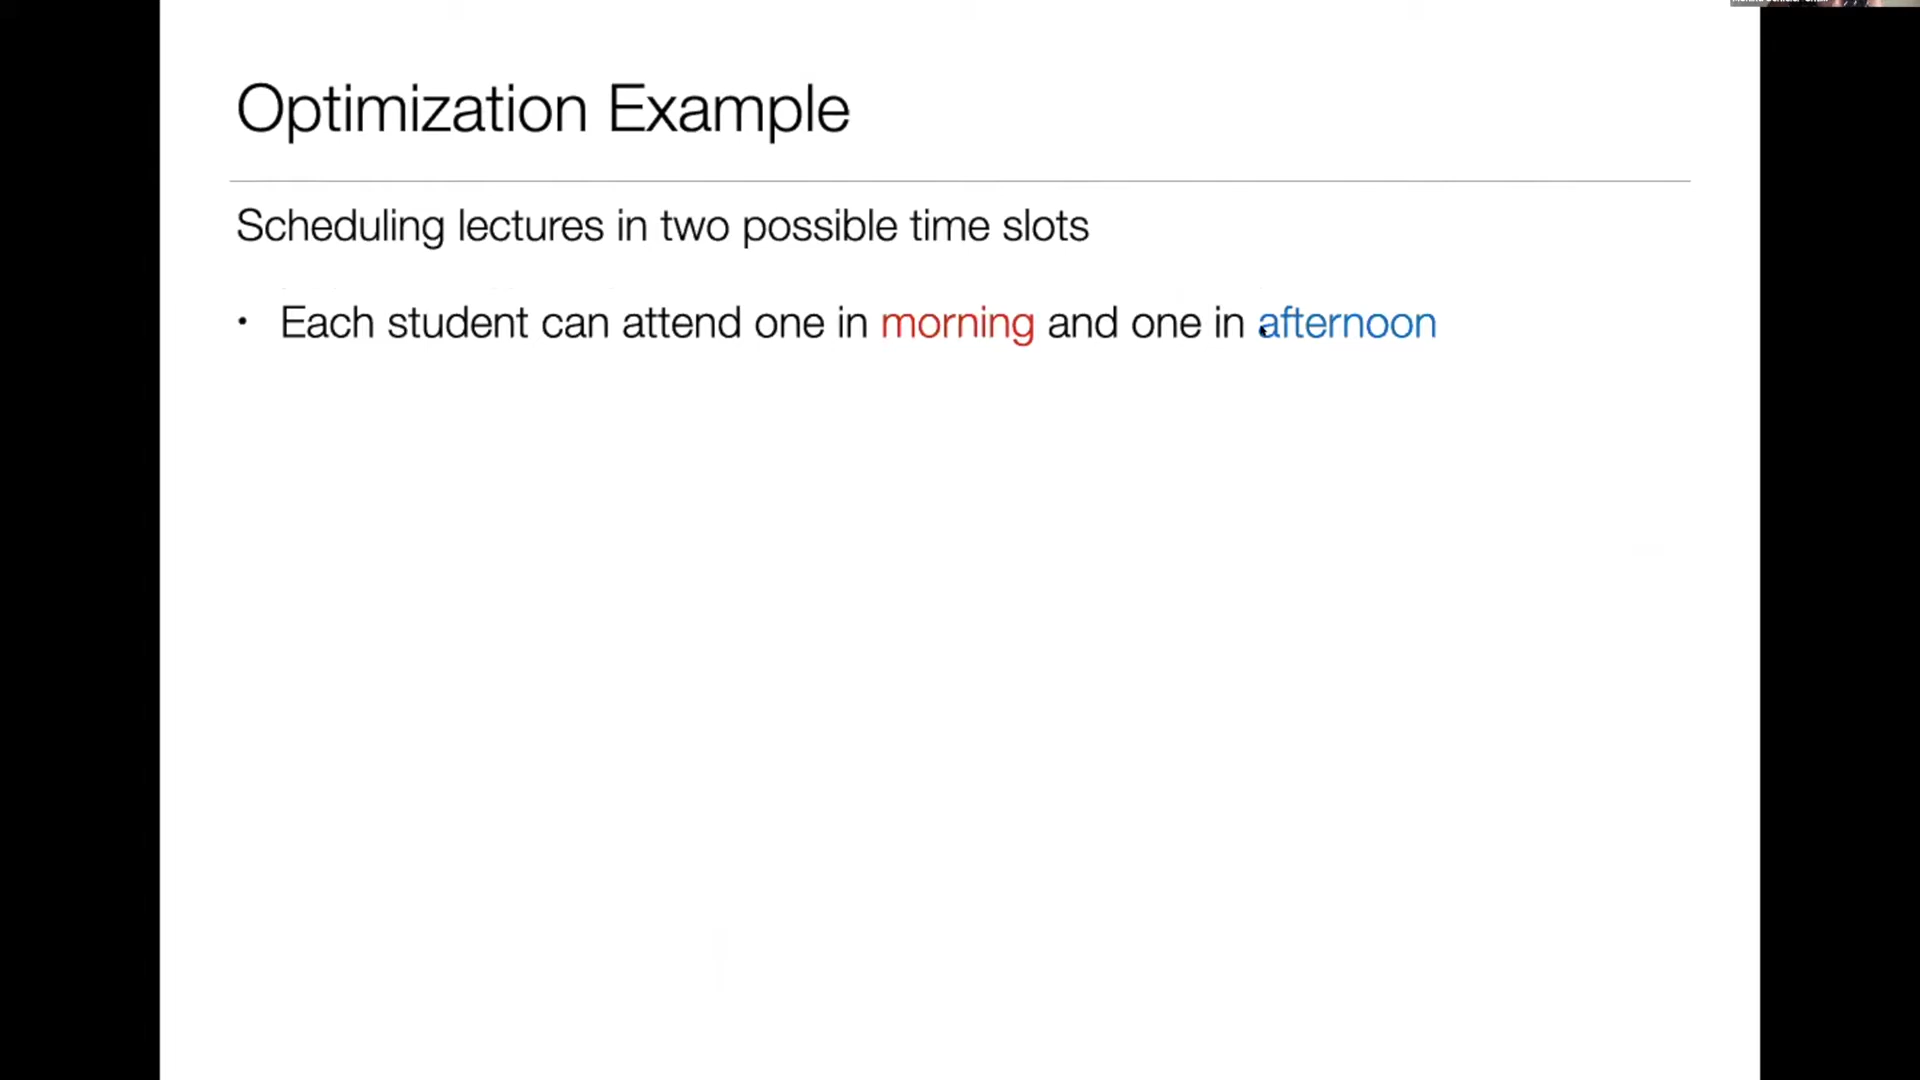 Optimization Example
Scheduling lectures in two possible time slots
• Each student can attend one in morning and one in afternoon